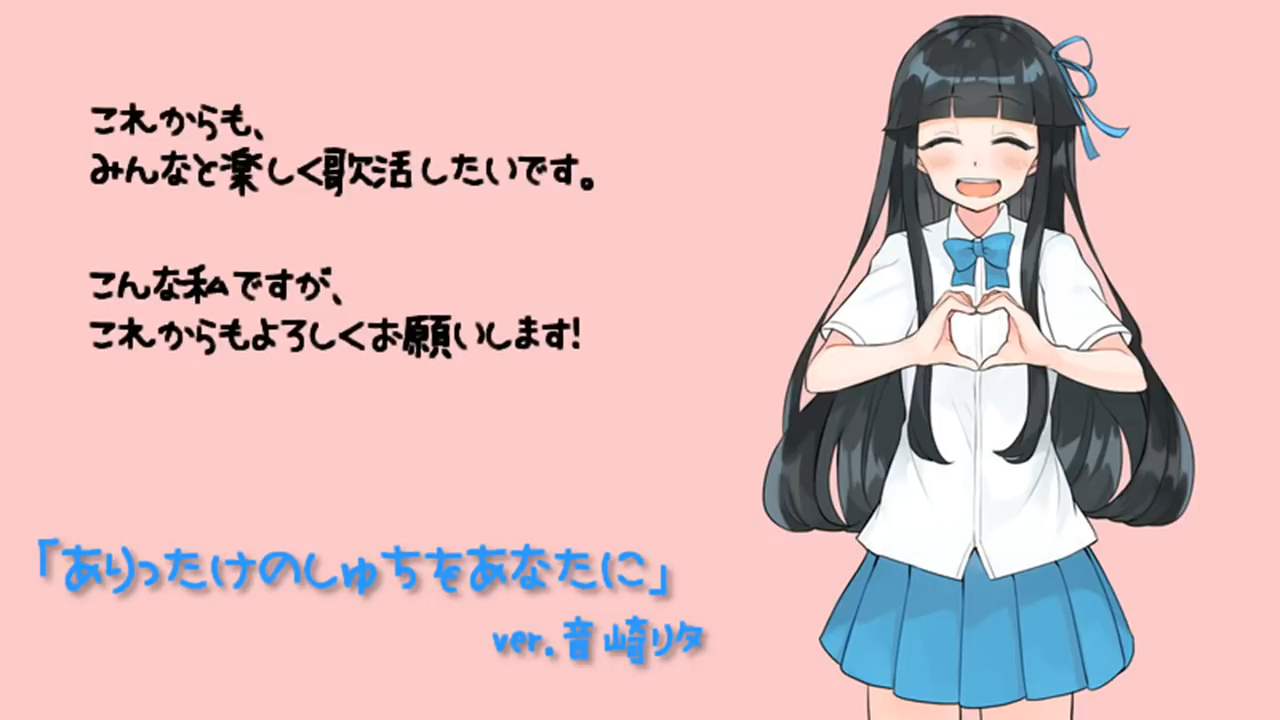 これからも、
みんなと楽しく歌活したいです。
こんな私ですが、
これからもよろしくお願いします!
「ありったけのしゅちをあなたに」
ver.音崎リタ